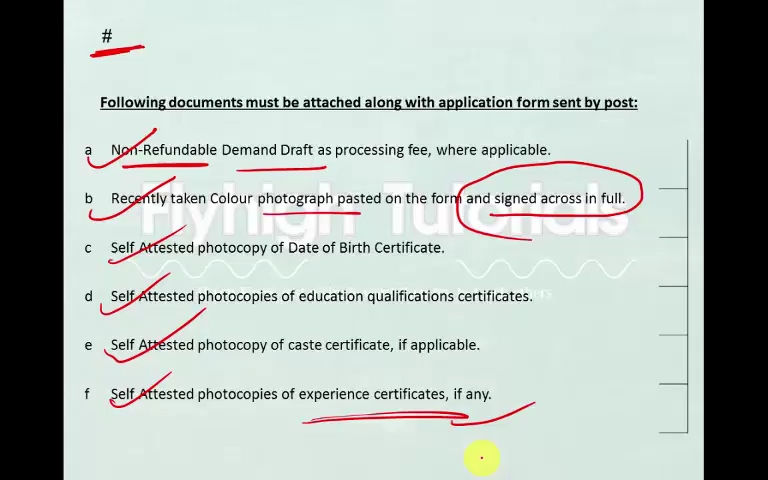 #
Following documents must be attached along with application form sent by post:
a Non-Refundable Demand Draft as processing fee, where applicable.
b Recently taken Colour photograph pasted on the form and signed across in full.
Flyhigh Tutorials
c Self Attested photocopy of Date of Birth Certificate.
d Self Attested photocopies of education qualifications certificates.
e Self Attested photocopy of caste certificate, if applicable.
f Self Attested photocopies of experience certificates, if any.